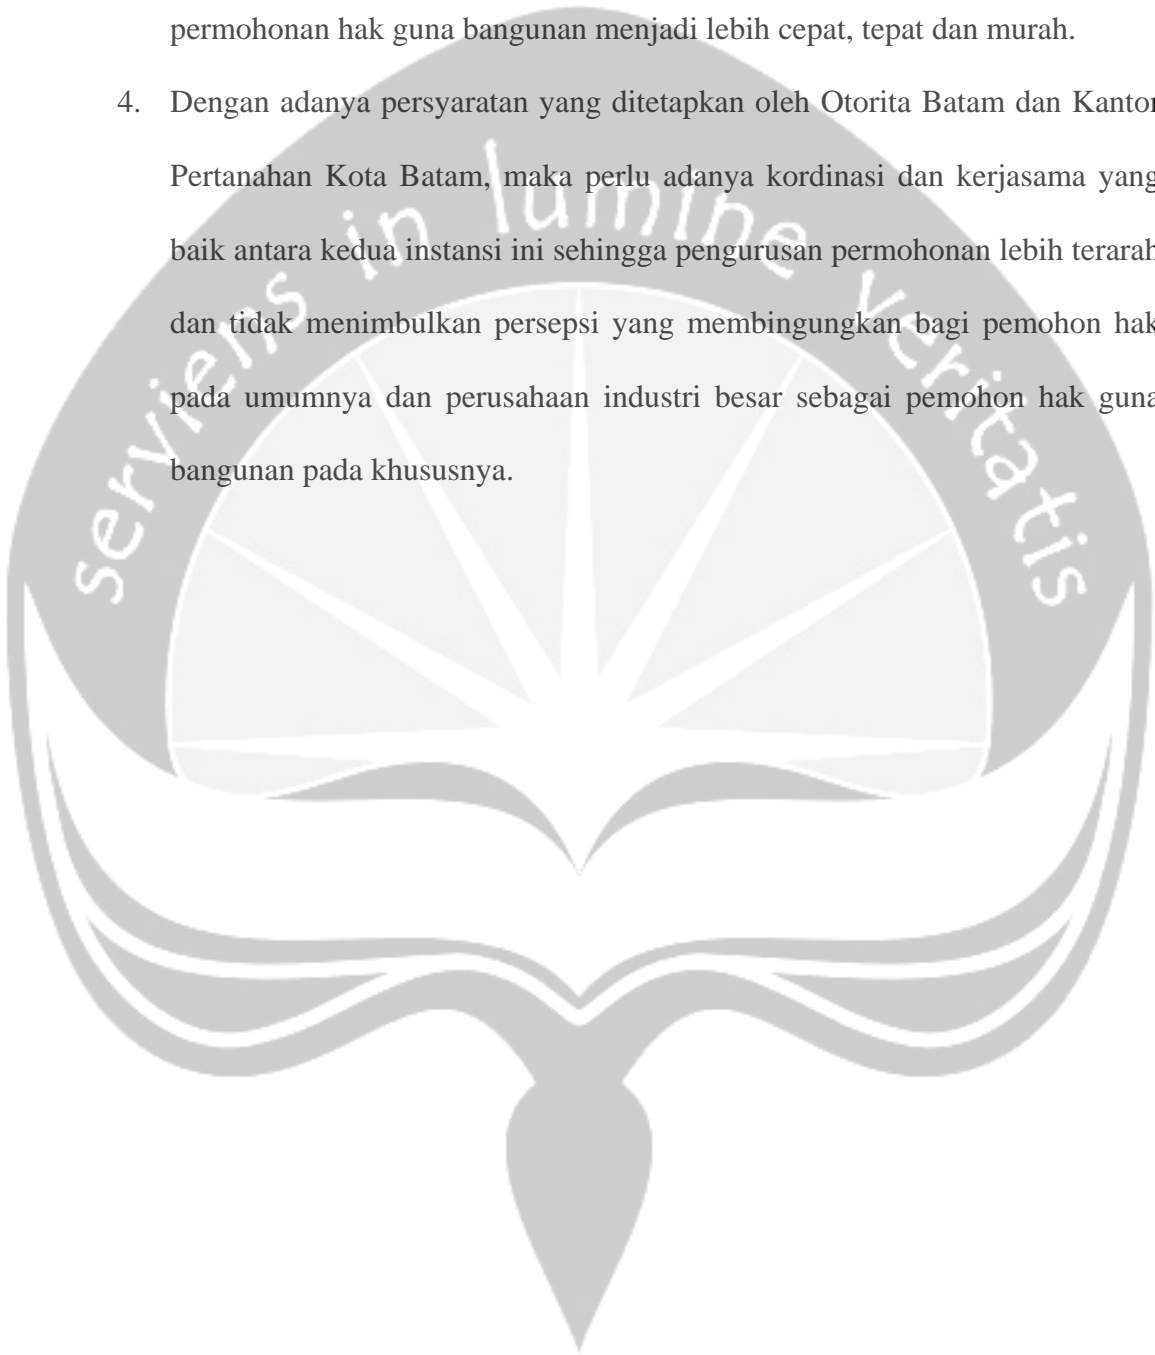 permohonan hak guna bangunan menjadi lebih cepat, tepat dan murah.
4. Dengan adanya persyaratan yang ditetapkan oleh Otorita Batam dan Kantor
Pertanahan Kota Batam, maka perlu adanya kordinasi dan kerjasama yang
baik antara kedua instansi ini sehingga pengurusan permohonan lebih terarah
dan tidak menimbulkan persepsi yang membingungkan bagi pemohon hak
pada umumnya dan perusahaan industri besar sebagai pemohon hak guna
bangunan pada khususnya.
serviens in lumine veritatis